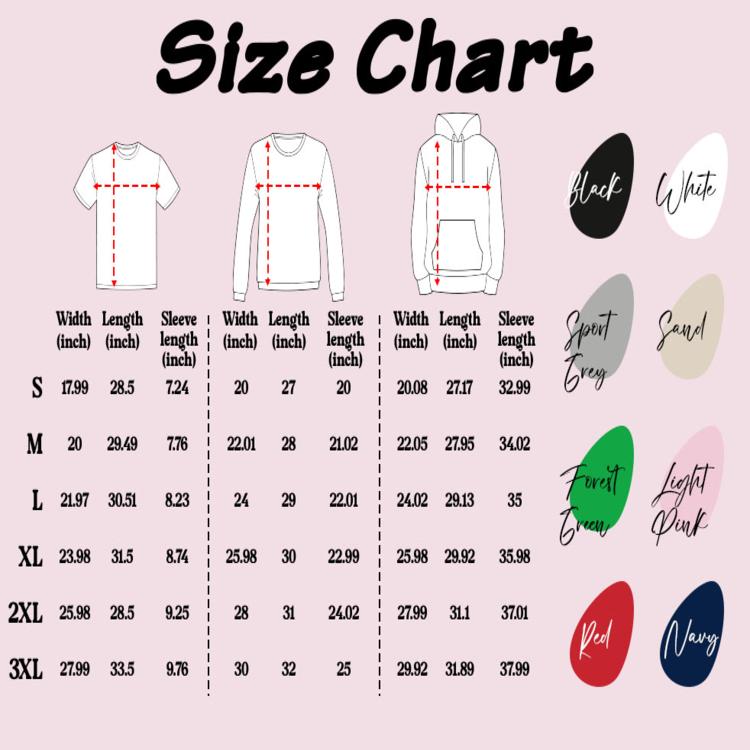 Size Chart
Width Length Sleeve Width Length Sleeve Width Length Sleeve
(inch) (inch) length (inch) (inch) length (inch) (inch) length
(inch) (inch) (inch)
S 17.99 28.5 7.24 20 27 20 20.08 27.17 32.99
M 20 29.49 7.76 22.01 28 21.02 22.05 27.95 34.02
L 21.97 30.51 8.23 24 29 22.01 24.02 29.13 35
XL 23.98 31.5 8.74 25.98 30 22.99 25.98 29.92 35.98
2XL 25.98 28.5 9.25 28 31 24.02 27.99 31.1 37.01
3XL 27.99 33.5 9.76 30 32 25 29.92 31.89 37.99
Black
White
Sport
Grey
Sand
Forest
Green
Light
Pink
Red
Navy